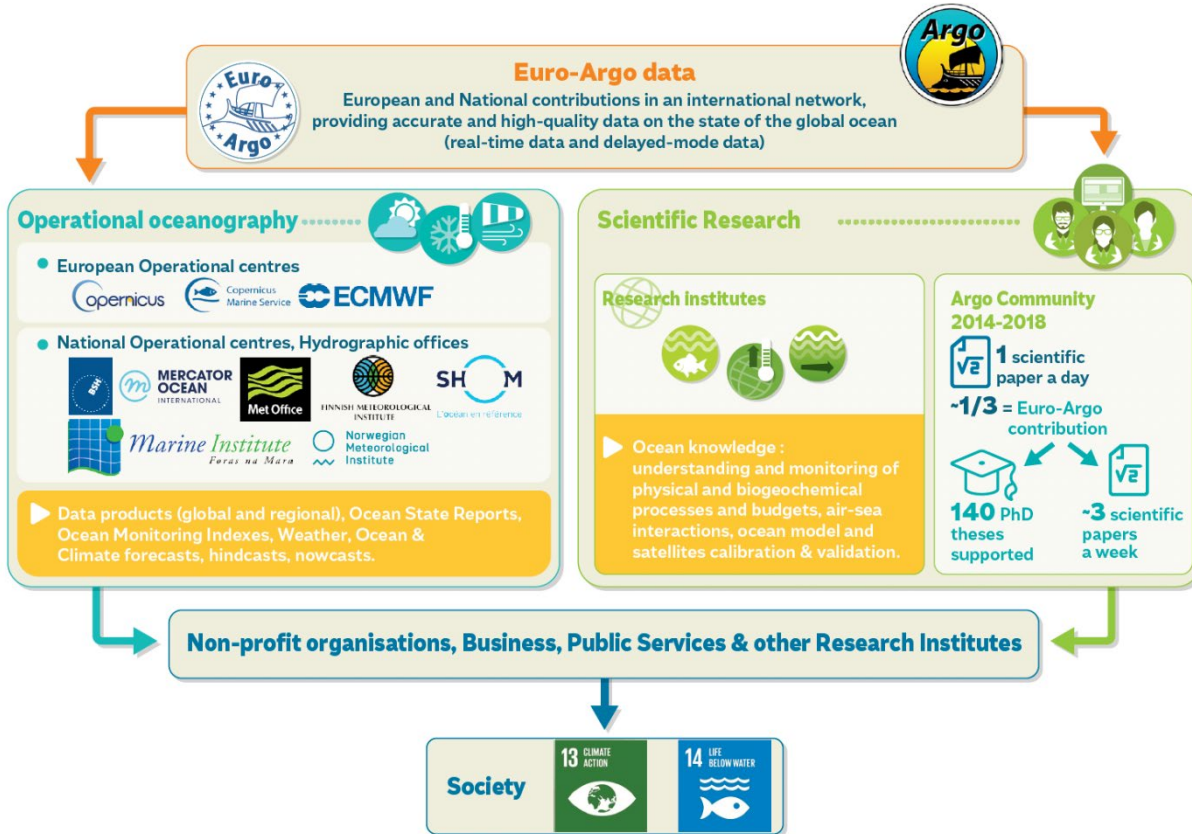 Argo
Euro
Argo
Euro-Argo data
European and National contributions in an international network,
providing accurate and high-quality data on the state of the global ocean
(real-time data and delayed-mode data)
Operational oceanography
European Operational centres
Copernicus
Copernicus
Marine Service
ECMWF
National Operational centres, Hydrographic offices
BSH
m
MERCATOR
OCEAN
INTERNATIONAL
Met Office
FINNISH METEOROLOGICAL
INSTITUTE
SHOM
L'océan en référence
Marine Institute
Foras na Mara
Norwegian
Meteorological
Institute
Data products (global and regional), Ocean State Reports,
Ocean Monitoring Indexes, Weather, Ocean &
Climate forecasts, hindcasts, nowcasts.
Scientific Research
Research institutes
Ocean knowledge :
understanding and monitoring of
physical and biogeochemical
processes and budgets, air-sea
interactions, ocean model and
satellites calibration & validation.
Argo Community
2014-2018
√2
1 scientific
paper a day
~1/3 = Euro-Argo
contribution
140 PhD
theses
supported
√2
~3 scientific
papers
a week
Non-profit organisations, Business, Public Services & other Research Institutes
Society
13 CLIMATE
ACTION
14 LIFE
BELOW WATER